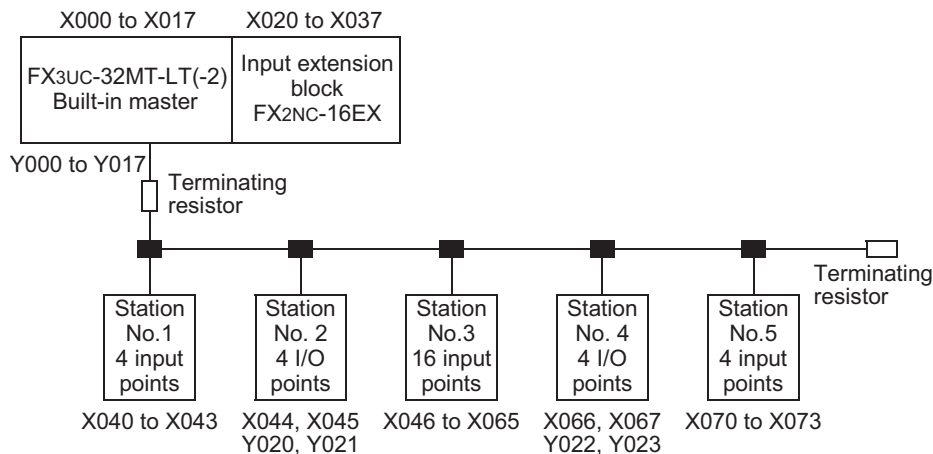 X000 to X017
X020 to X037
FX3UC-32MT-LT(-2)
Built-in master
Input extension
block
FX2NC-16EX
Y000 to Y017
Terminating
resistor
Terminating
resistor
Station
No.1
4 input
points
Station
No. 2
4 I/O
points
Station
No.3
16 input
points
Station
No. 4
4 I/O
points
Station
No.5
4 input
points
X040 to X043
X044, X045
Y020, Y021
X046 to X065
X066, X067
Y022, Y023
X070 to X073